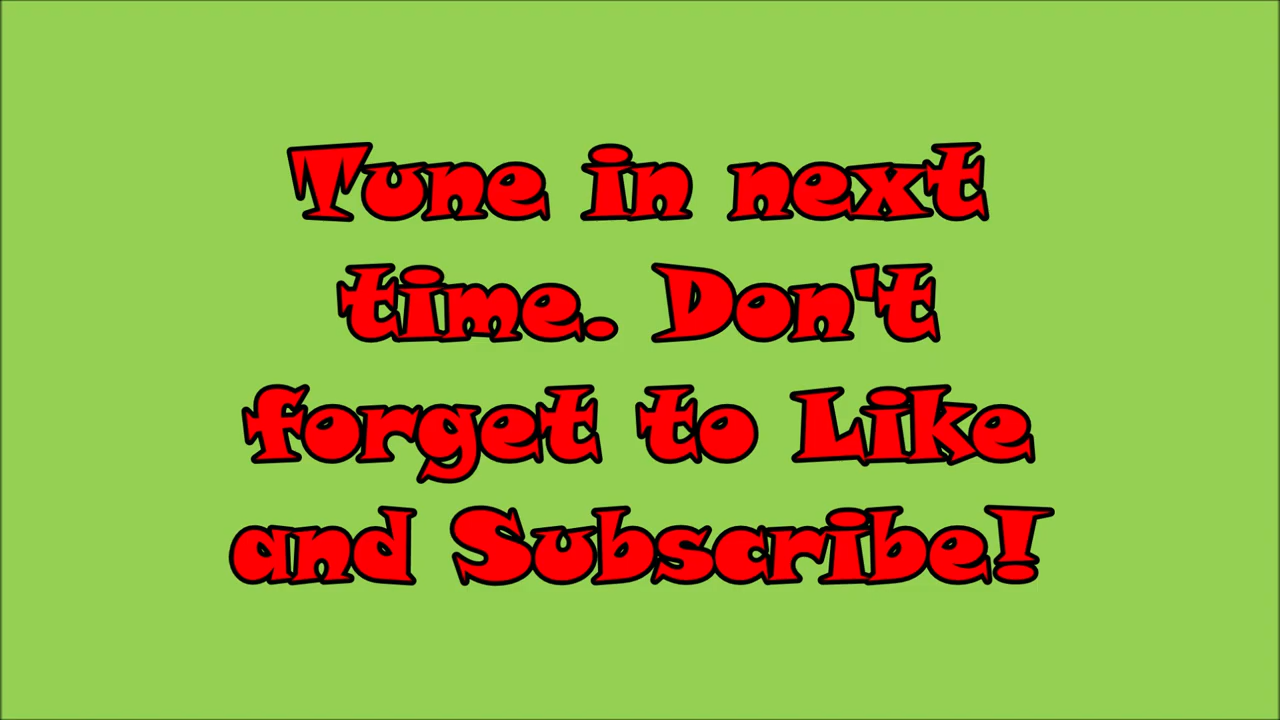 Tune in next
time. Don't
forget to Like
and Subscribe!